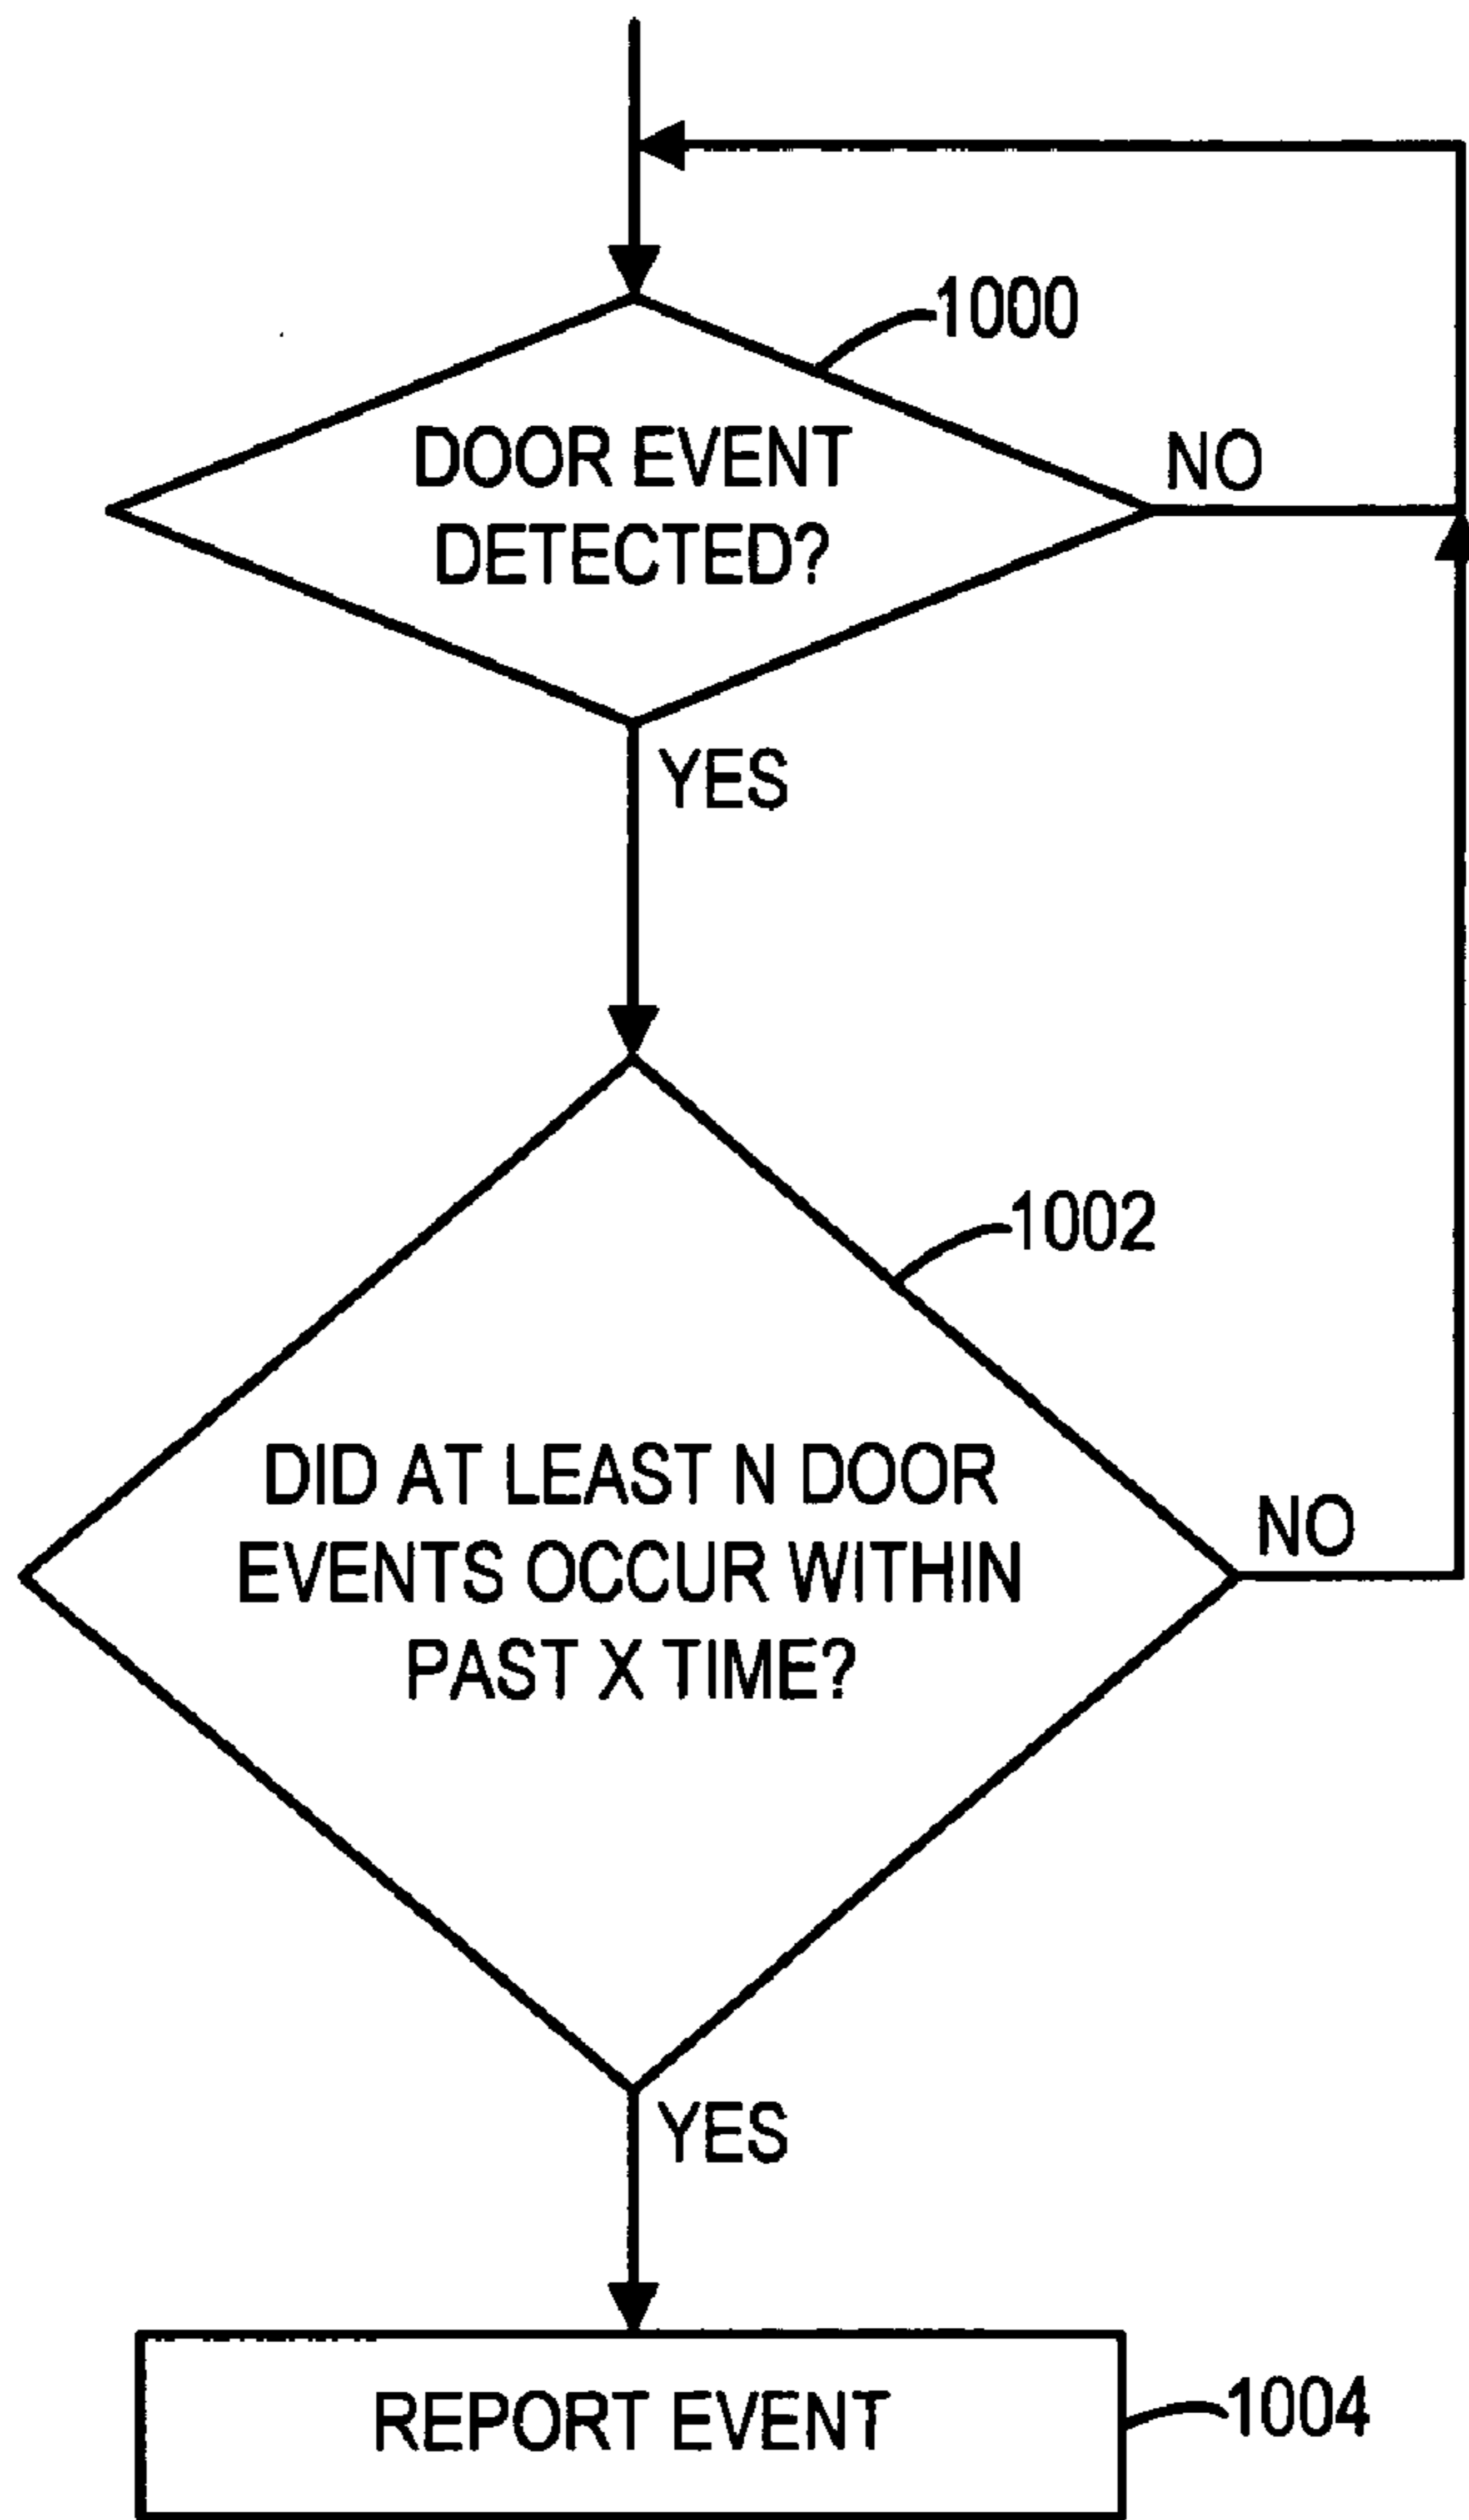 1000
DOOR EVENT
DETECTED?
NO
YES
1002
DID AT LEAST N DOOR
EVENTS OCCUR WITHIN
PAST X TIME?
NO
YES
REPORT EVENT
1004